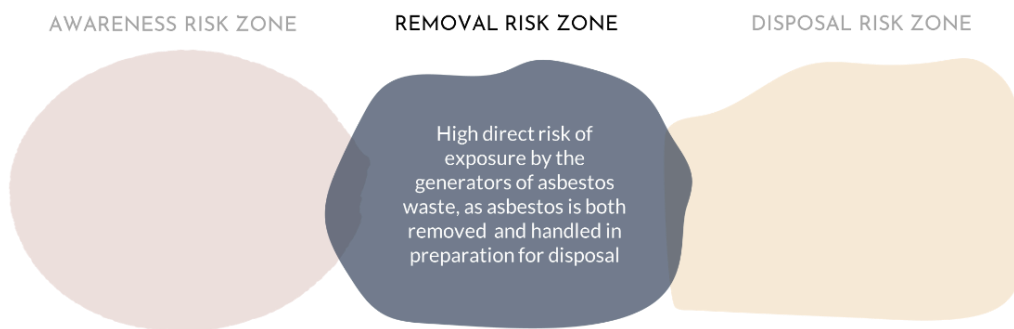 AWARENESS RISK ZONE
REMOVAL RISK ZONE
DISPOSAL RISK ZONE
High direct risk of
exposure by the
generators of asbestos
waste, as asbestos is both
removed and handled in
preparation for disposal